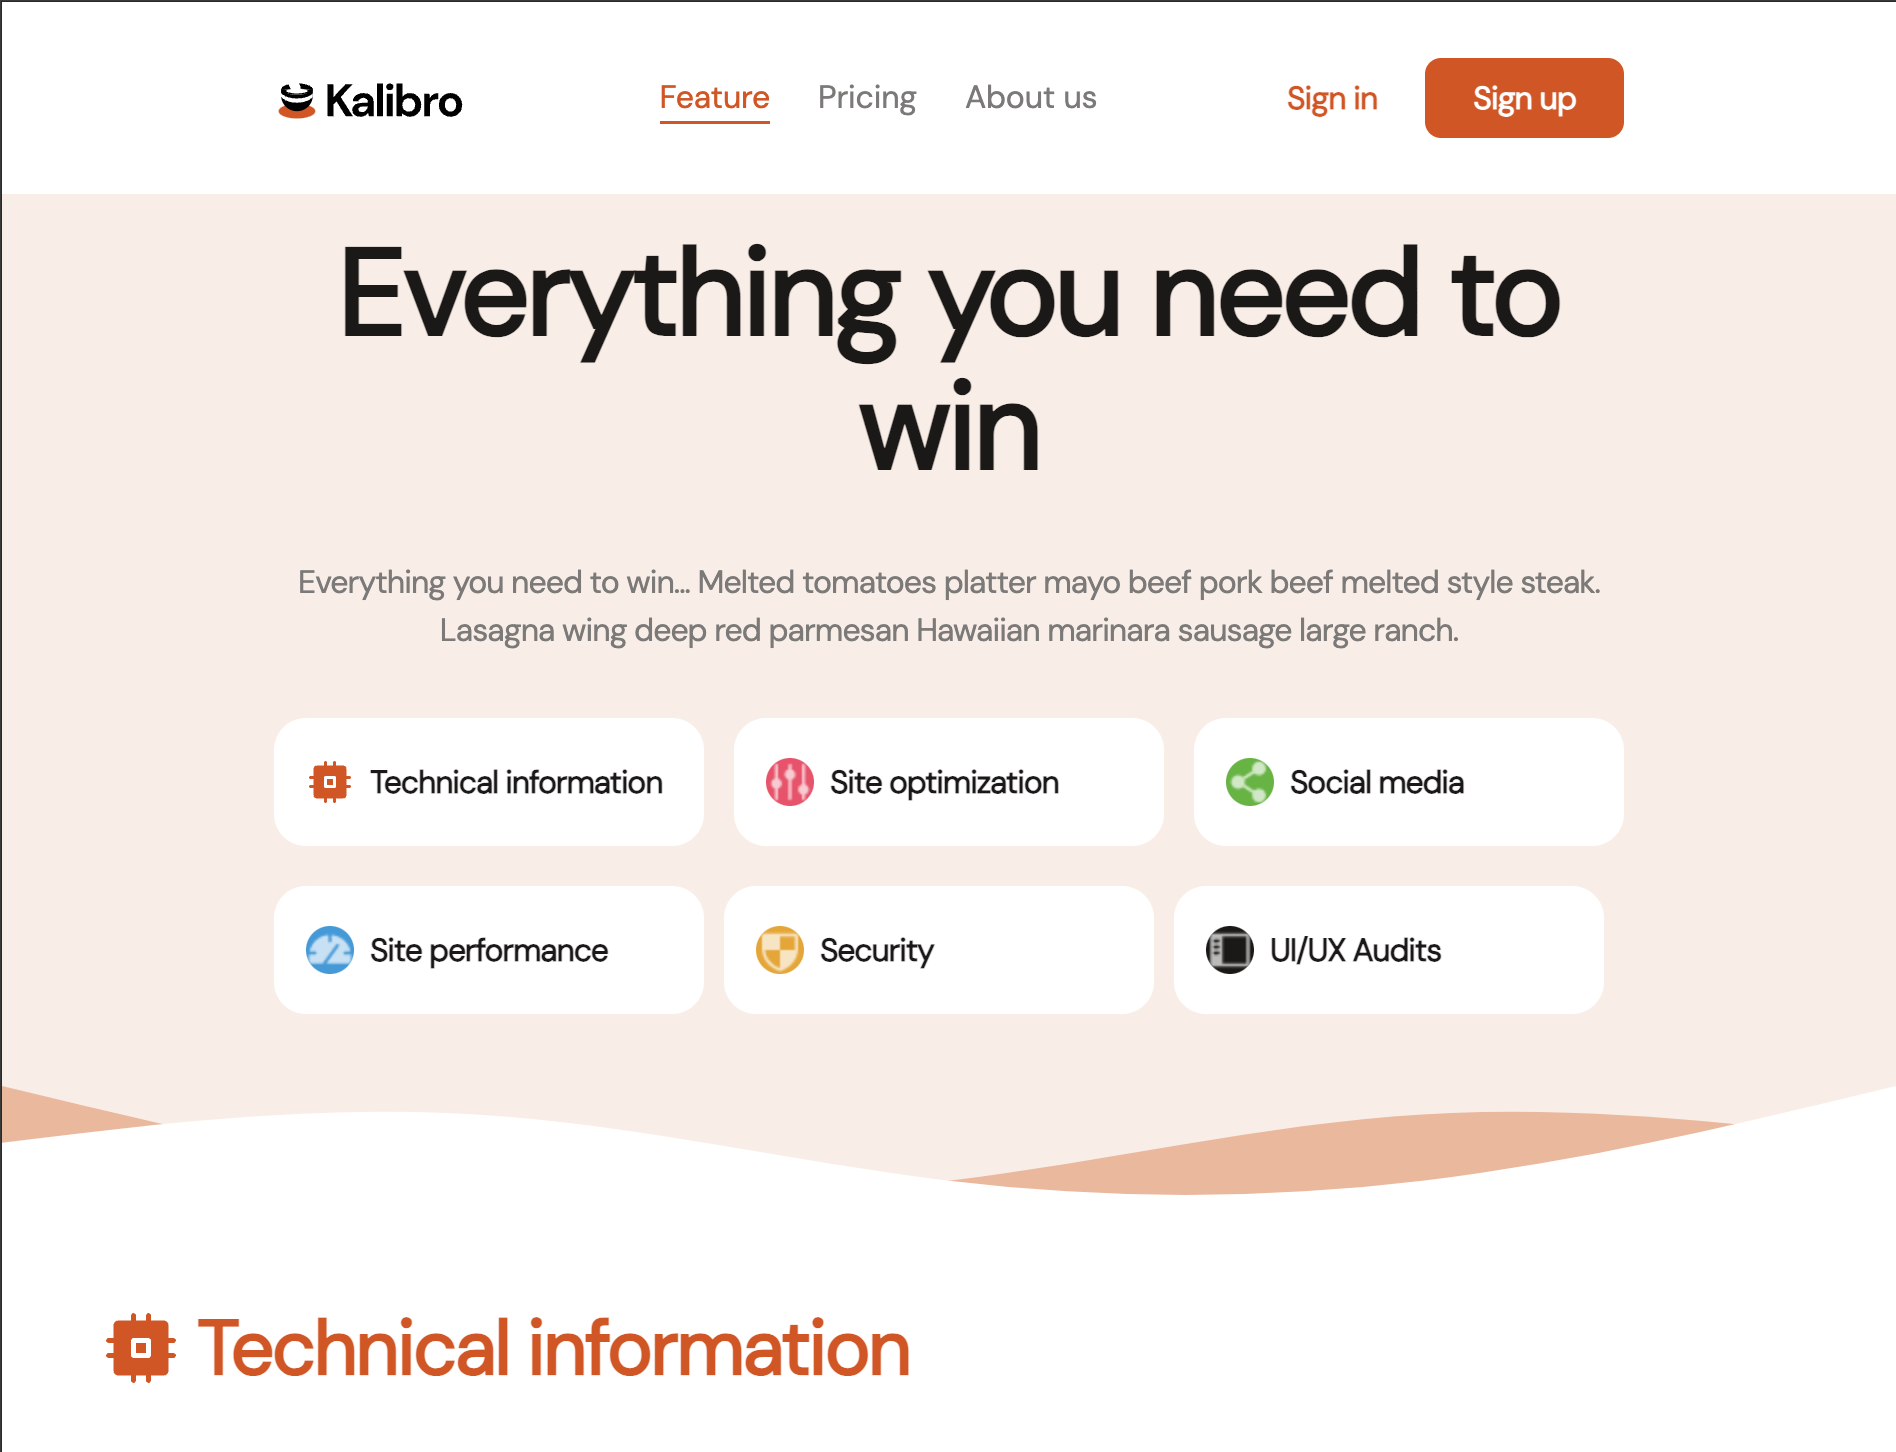 Kalibro
Feature
Pricing
About us
Sign in
Sign up
Everything you need to
win
Everything you need to win... Melted tomatoes platter mayo beef pork beef melted style steak.
Lasagna wing deep red parmesan Hawaiian marinara sausage large ranch.
Technical information
Site optimization
Social media
Site performance
Security
UI/UX Audits
Technical information